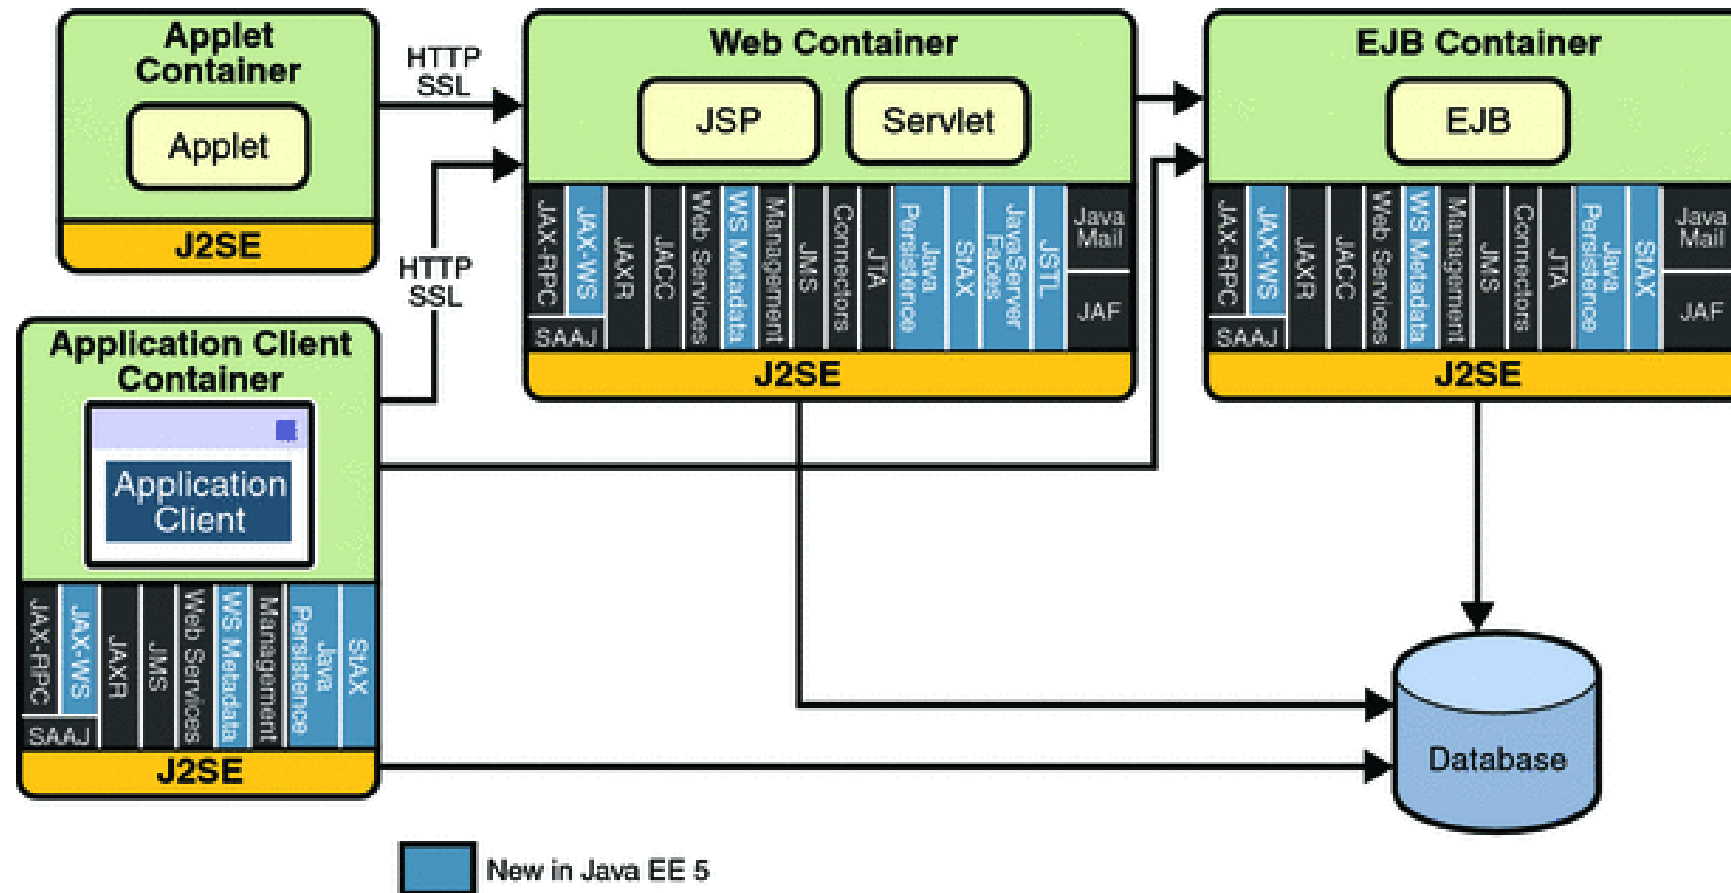 Applet
Container
Applet
J2SE
HTTP
SSL
HTTP
SSL
Web Container
JSP
Servlet
JAX-RPC
SAAJ
JAX-WS
JAXR
JACC
Web Services
WS Metadata
Management
JMS
Connectors
JTA
Java
Persistence
StAX
JavaServer
Faces
JSTL
Java
Mail
JAF
J2SE
EJB Container
EJB
JAX-RPC
SAAJ
JAX-WS
JAXR
JACC
Web Services
WS Metadata
Management
JMS
Connectors
JTA
Java
Persistence
StAX
Java
Mail
JAF
J2SE
Application Client
Container
Application
Client
JAX-RPC
SAAJ
JAX-WS
JAXR
JMS
Web Services
WS Metadata
Management
Java
Persistence
StAX
J2SE
Database
New in Java EE 5